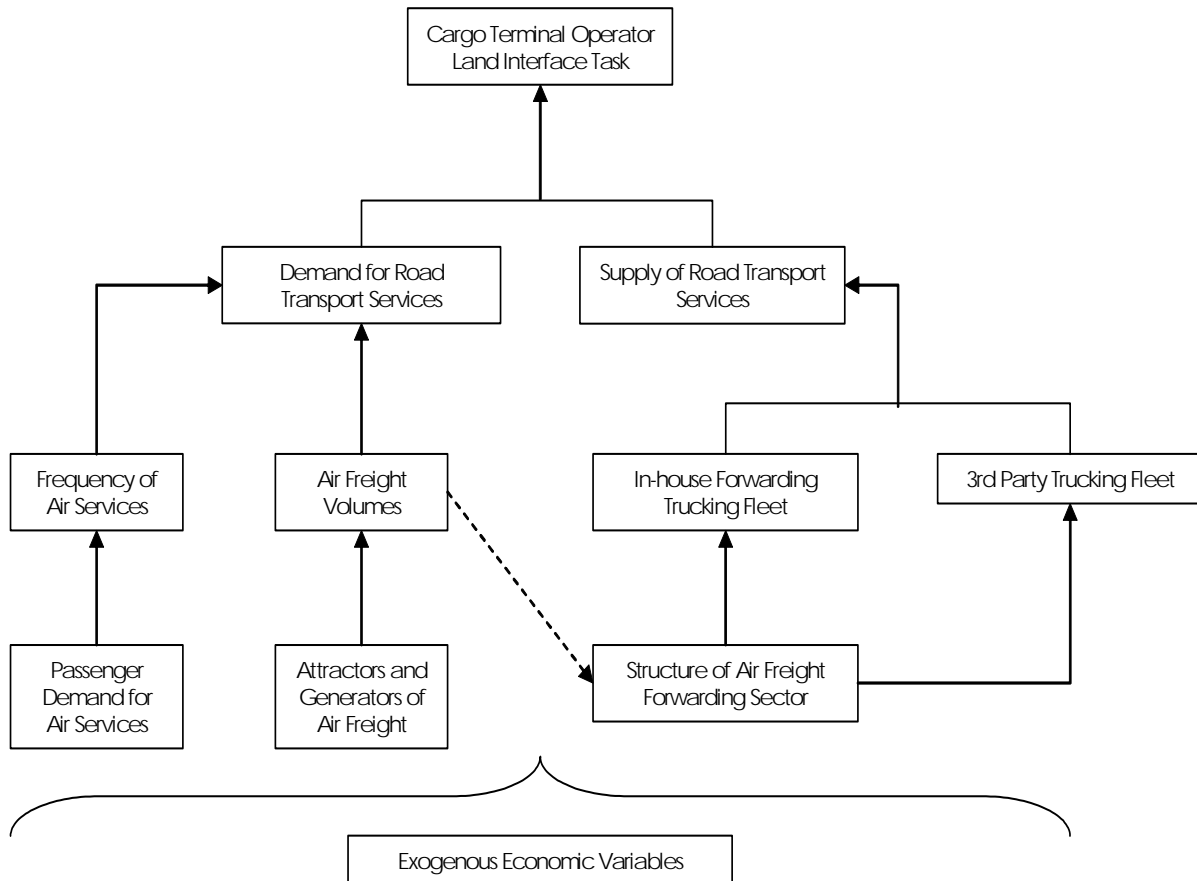 Cargo Terminal Operator
Land Interface Task
Demand for Road
Transport Services
Supply of Road Transport
Services
Frequency of
Air Services
Air Freight
Volumes
In-house Forwarding
Trucking Fleet
3rd Party Trucking Fleet
Passenger
Demand for
Air Services
Attractors and
Generators of
Air Freight
Structure of Air Freight
Forwarding Sector
Exogenous Economic Variables